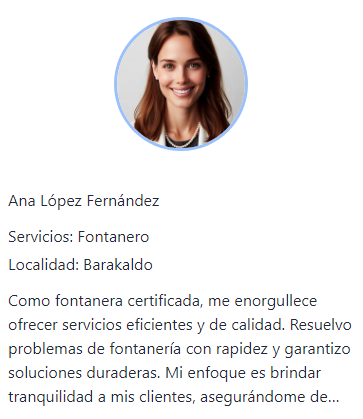 Ana López Fernández
Servicios: Fontanero
Localidad: Barakaldo
Como fontanera certificada, me enorgullece
ofrecer servicios eficientes y de calidad. Resuelvo
problemas de fontanería con rapidez y garantizo
soluciones duraderas. Mi enfoque es brindar
tranquilidad a mis clientes, asegurándome de...